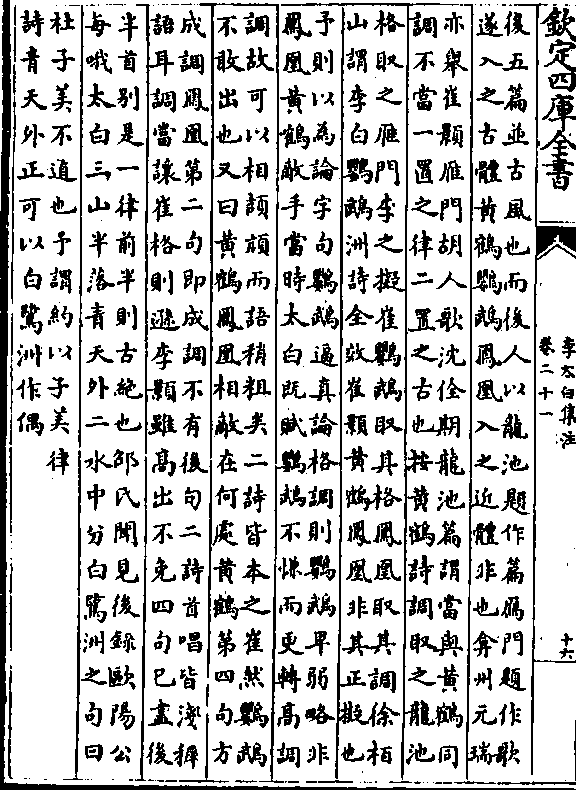 欽定四庫全書
李太白集注
卷二十一
十六
後五篇並古風也而後人以龍池題作篇鴈門題作歌
遂入之古體黃鶴鸚鵡鳳凰入之近體非也弇州元瑞
亦舉崔顥雁門胡人歌沈佺期龍池篇謂當與黃鶴同
調不當一置之律二置之古也按黃鶴詩調取之龍池
格取之雁門李之擬崔鸚鵡取其格鳳凰取其調徐柏
山謂李白鸚鵡洲詩全效崔顥黃鶴鳳凰非其正擬也
予則以為論字句鸚鵡逼真論格調則鸚鵡卑弱略非
鳳凰黃鶴敵手當時太白既賦鸚鵡不慊而更轉高調
調故可以相頡頏而語稍粗矣二詩皆本之崔然鸚鵡
不敢出也又曰黃鶴鳳凰相敵在何處黃鶴第四句方
成調鳳凰第二句即成調不有後句二詩首唱皆淺稺
語耳調當讓崔格則遜李顥雖高出不免四句已盡後
半首別是一律前半則古絶也邵氏聞見後録歐陽公
每哦太白三山半落青天外二水中分白鷺洲之句曰
杜子美不道也予謂約以子美律
詩青天外正可以白鷺洲作偶